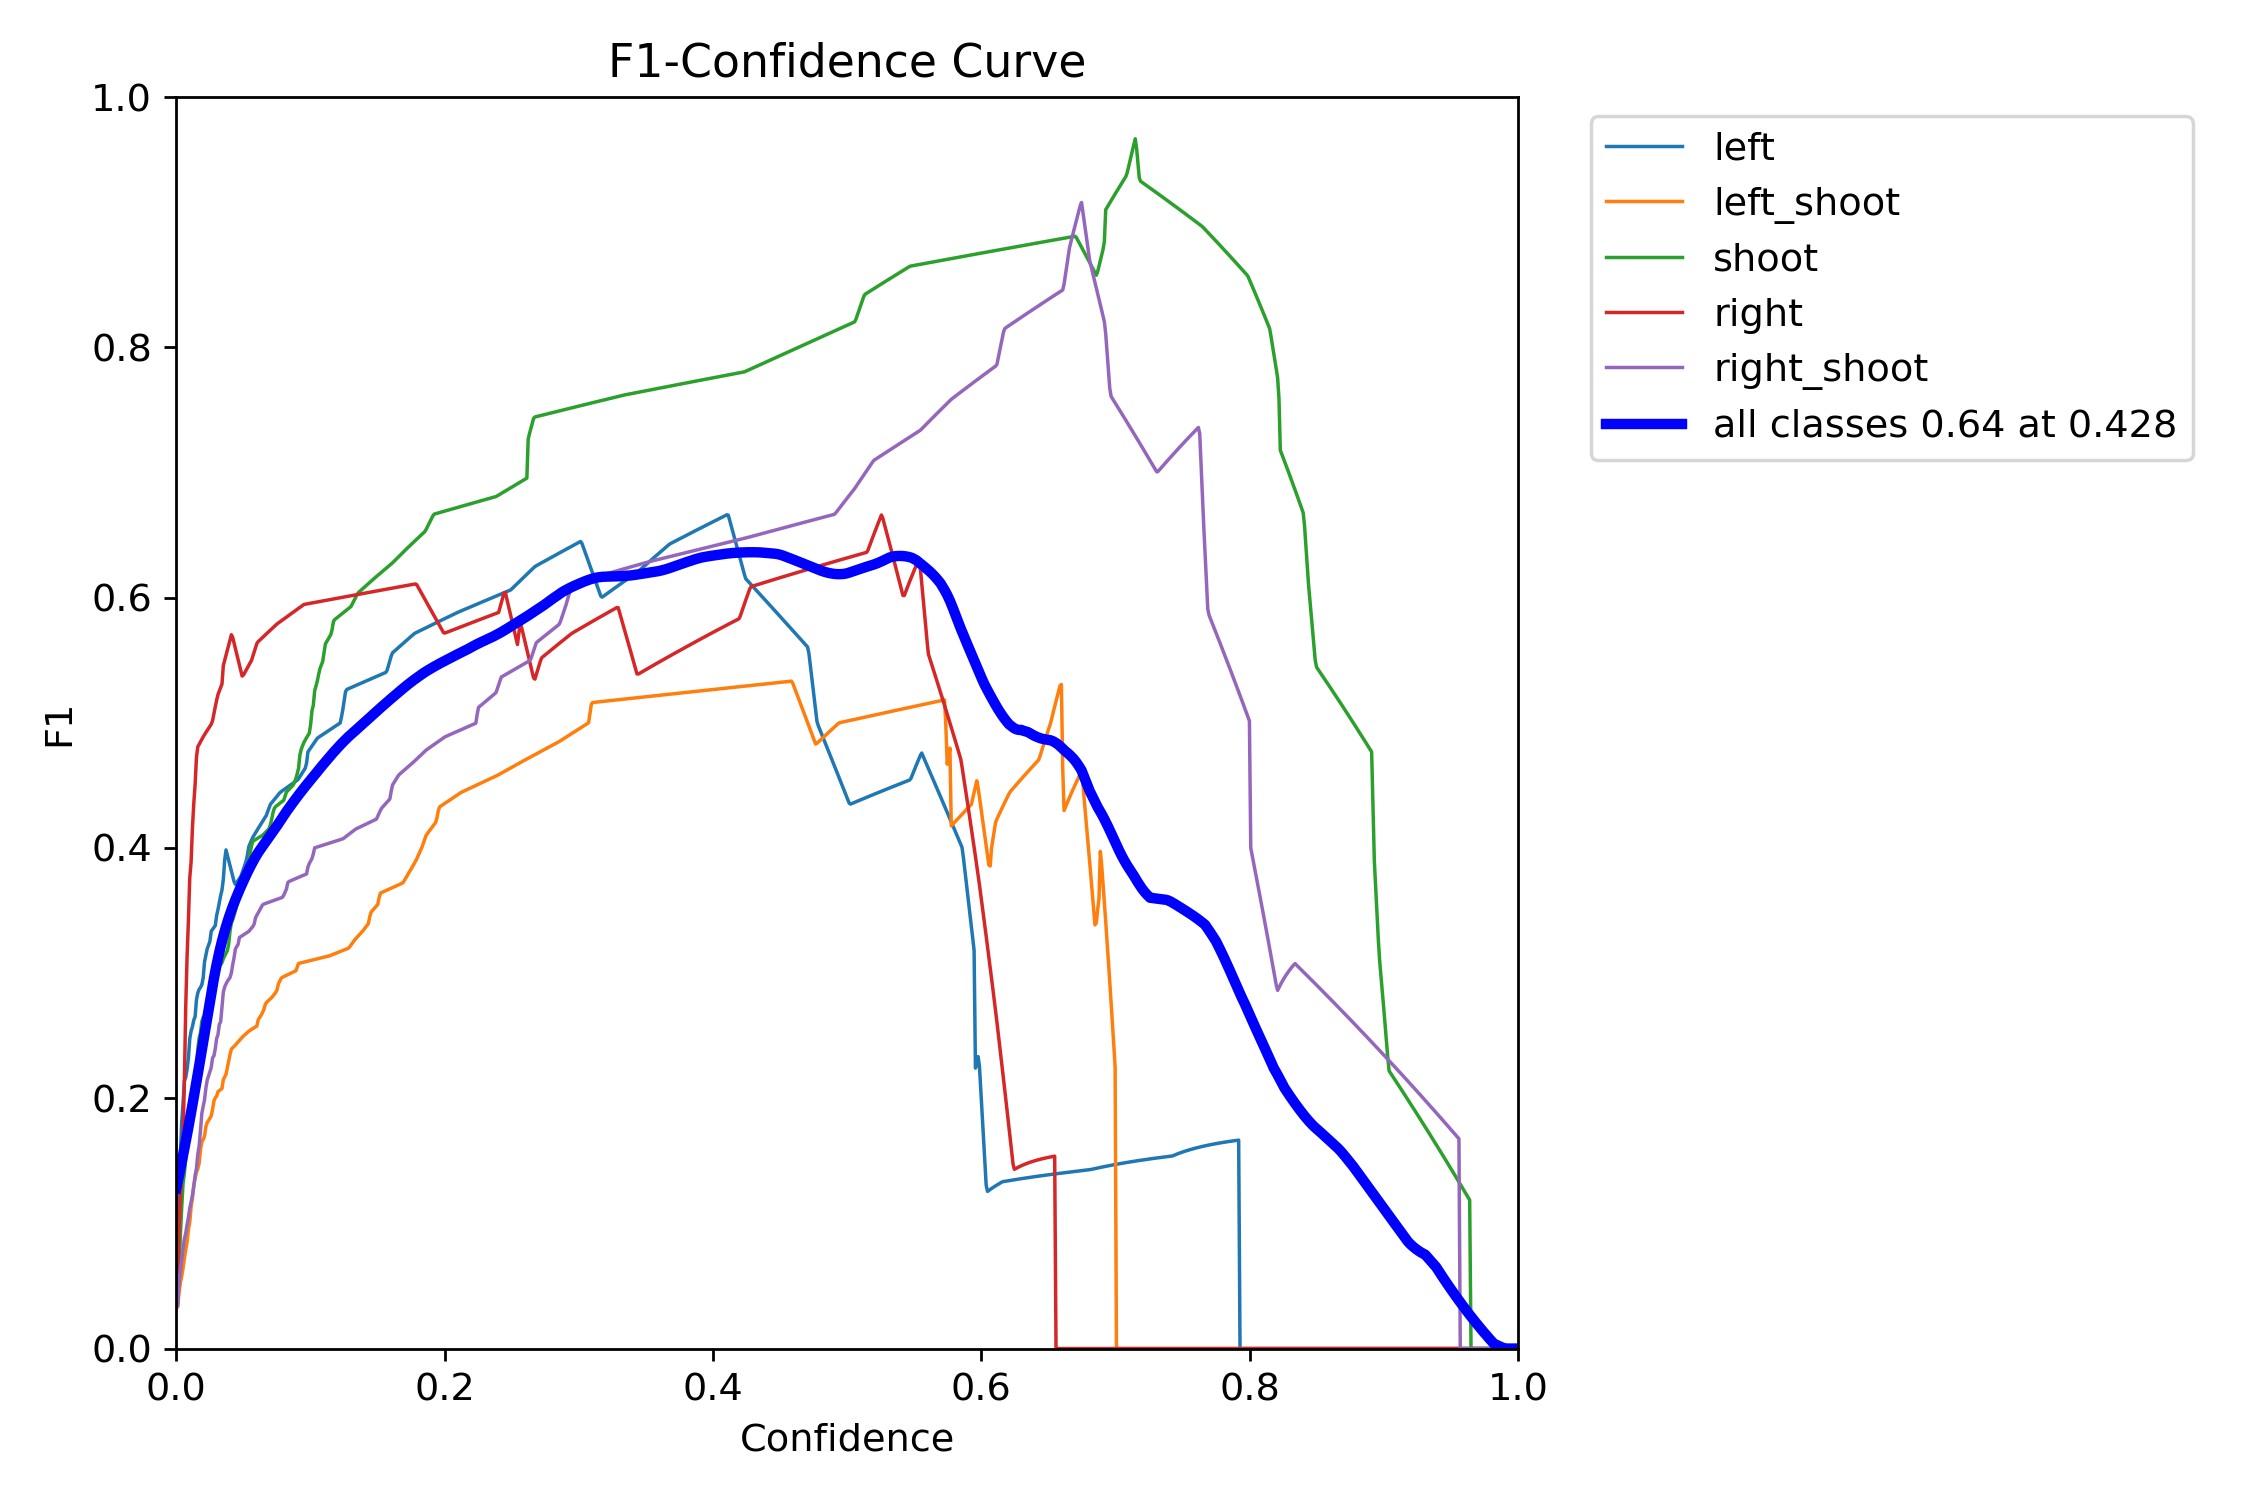 F1-Confidence Curve
1.0
0.8
0.6
0.4
0.2
0.0
F1
0.0 0.2 0.4 0.6 0.8 1.0
Confidence
left
left_shoot
shoot
right
right_shoot
all classes 0.64 at 0.428